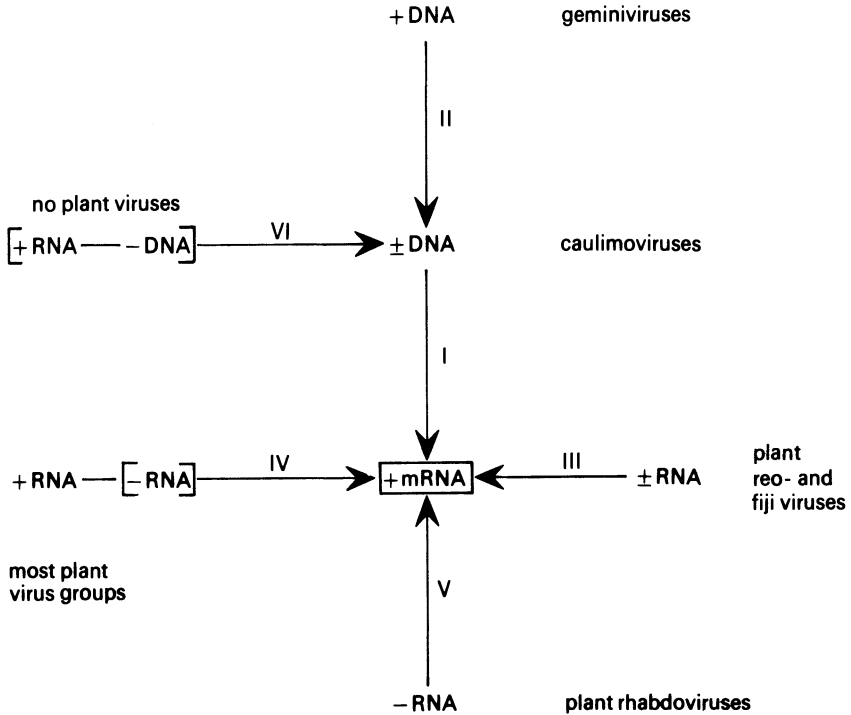 +DNA geminiviruses
II
no plant viruses
[+RNA — -DNA] VI ±DNA caulimoviruses
I
+RNA — [-RNA] IV +mRNA III ±RNA
plant
reo- and
fiji viruses
most plant
virus groups
V
-RNA plant rhabdoviruses